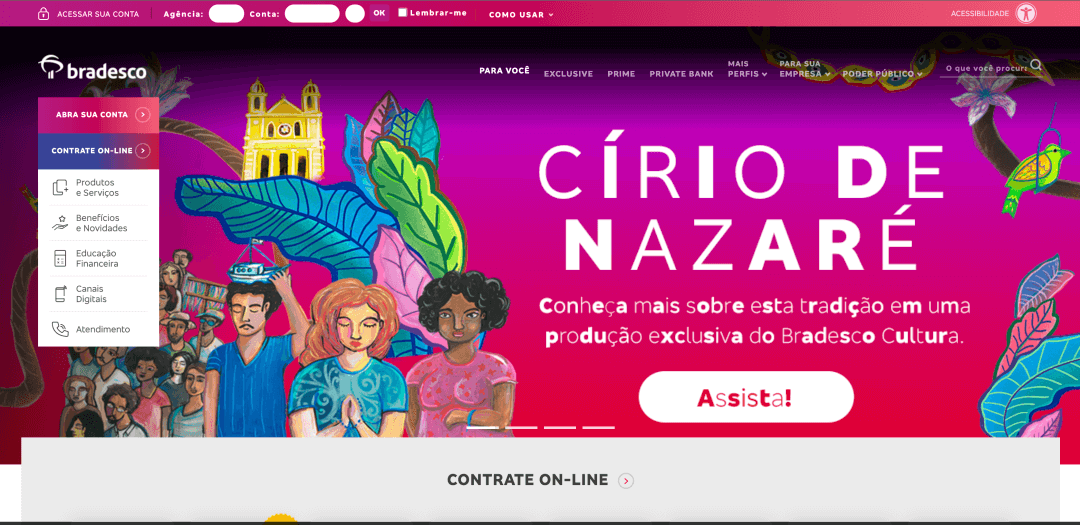 ACESSAR SUA CONTA
Agência:
Conta:
OK
Lembrar-me
COMO USAR
ACESSIBILIDADE
bradesco
PARA VOCÊ
EXCLUSIVE
PRIME
PRIVATE BANK
MAIS
PERFIS
PARA SUA
EMPRESA
PODER PÚBLICO
O que você procura
ABRA SUA CONTA
CONTRATE ON-LINE
Produtos
e Serviços
Benefícios
e Novidades
Educação
Financeira
Canais
Digitais
Atendimento
CÍRIO DE
NAZARÉ
Conheça mais sobre esta tradição em uma
produção exclusiva do Bradesco Cultura.
Assista!
CONTRATE ON-LINE